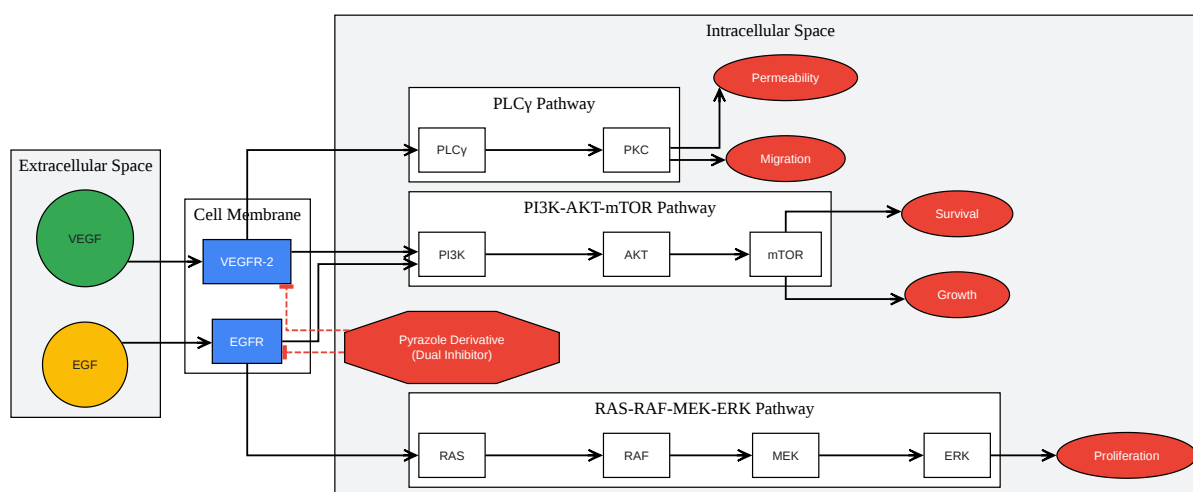 Intracellular Space
Permeability
PLCγ Pathway
PLCγ
PKC
Migration
Extracellular Space
VEGF
EGF
Cell Membrane
VEGFR-2
EGFR
PI3K-AKT-mTOR Pathway
PI3K
AKT
mTOR
Survival
Growth
Pyrazole Derivative
(Dual Inhibitor)
RAS-RAF-MEK-ERK Pathway
RAS
RAF
MEK
ERK
Proliferation